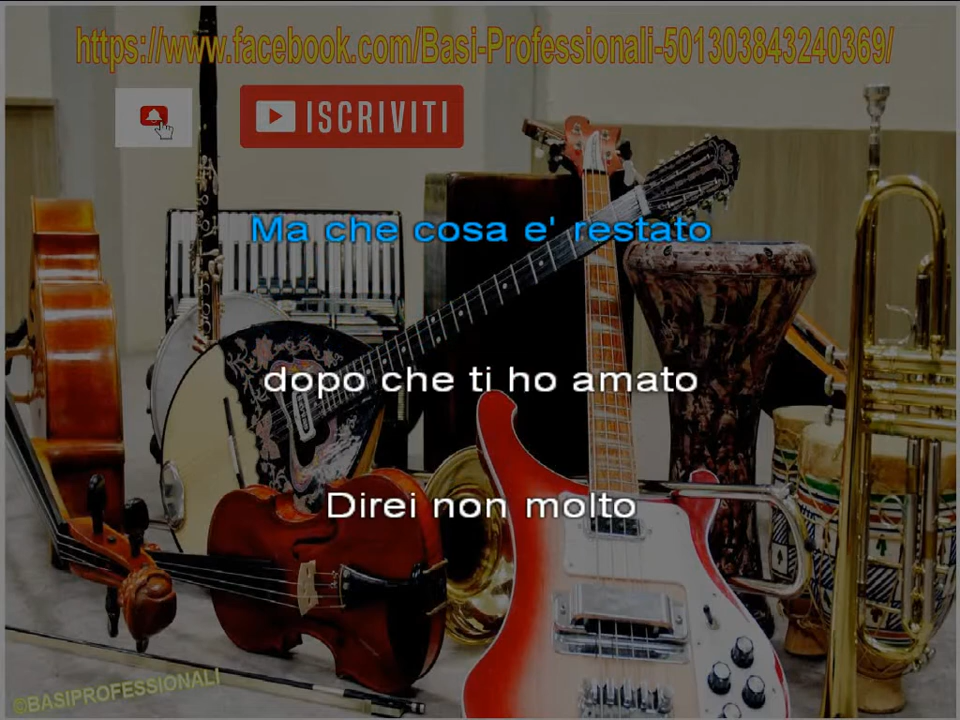 https://www.facebook.com/Basi-Professionali-501303843240369/
ISCRIVITI
Ma che cosa e' restato
dopo che ti ho amato
Direi non molto
©BASIPROFESSIONALI